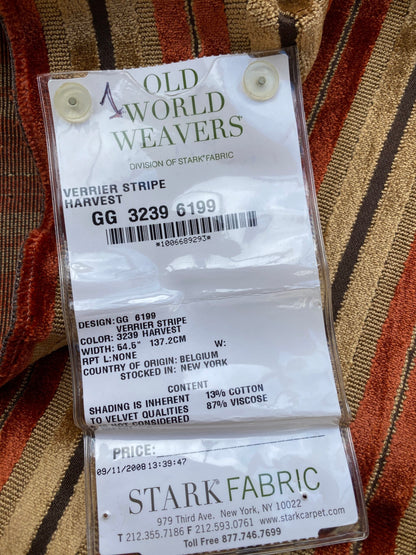 1
OLD
WORLD
WEAVERS
DIVISION OF STARK FABRIC
VERRIER STRIPE
HARVEST
GG 3239 6199
*1006689293*
DESIGN: GG 6199
VERRIER STRIPE
COLOR: 3239 HARVEST
WIDTH: 54.5" 137.2CM
RPT L: NONE W:
COUNTRY OF ORIGIN: BELGIUM
STOCKED IN: NEW YORK
CONTENT
SHADING IS INHERENT 13% COTTON
TO VELVET QUALITIES 87% VISCOSE
NOT CONSIDERED
PRICE:
09/11/2008 13:39:47
STARK FABRIC
979 Third Ave. New York, NY 10022
T 212.355.7186 F 212.593.0761 www.starkcarpet.com
Toll Free 877.746.7699